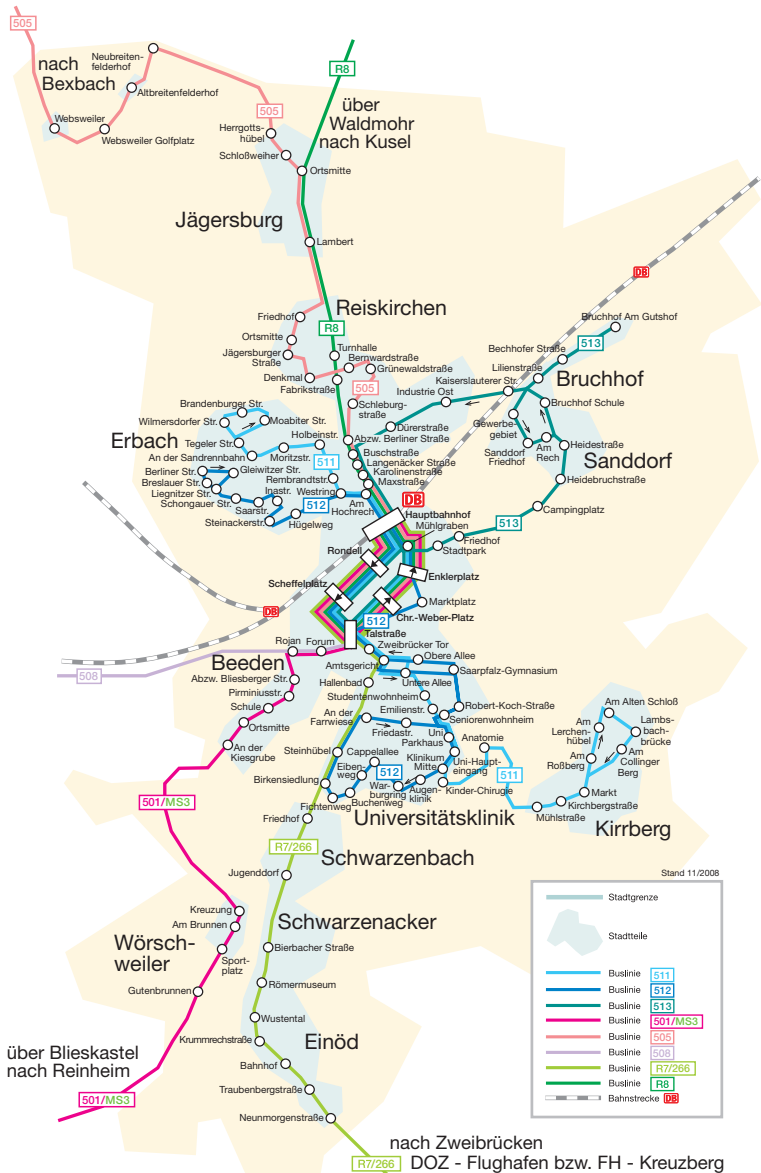 505
nach
Bexbach
Neubreiten-
felderhof
Altbreitenfelderhof
Websweiler
Websweiler Golfplatz
R8
über
Waldmohr
nach Kusel
505
Herrgotts-
hübel
Schloßweiher
Ortsmitte
Jägersburg
Lambert
DB
Reiskirchen
Friedhof
Ortsmitte
Jägersburger
Straße
Denkmal
R8
Turnhalle
Bernwardstraße
Grünewaldstraße
Fabrikstraße
505
Schleburg-
straße
Bruchhof Am Gutshof
513
Bechhofer Straße
Lilienstraße
Bruchhof
Kaiserslauterer Str.
Industrie Ost
Bruchhof Schule
Gewerbe-
gebiet
Sanddorf
Friedhof
Am
Rech
Heidestraße
Sanddorf
Heidebruchstraße
Campingplatz
513
Friedhof
Stadtpark
Dürerstraße
Abzw. Berliner Straße
Buschstraße
Langenäcker Straße
Karolinenstraße
Maxstraße
Brandenburger Str.
Wilmersdorfer Str.
Moabiter Str.
Erbach
Tegeler Str.
Holbeinstr.
An der Sandrennbahn
Moritzstr.
511
Berliner Str.
Gleiwitzer Str.
Breslauer Str.
Rembrandtstr.
Liegnitzer Str.
Inastr.
Westring
Schongauer Str.
Saarstr.
512
Am
Hochrech
Steinackerstr.
Hügelweg
DB
Hauptbahnhof
Mühlgraben
Rondell
Enklerplatz
Scheffelplatz
Marktplatz
Chr.-Weber-Platz
512
DB
Talstraße
508
Rojan
Forum
Beeden
Abzw. Bliesberger Str.
Pirminiusstr.
Schule
Ortsmitte
An der
Kiesgrube
Zweibrücker Tor
Obere Allee
Amtsgericht
Saarpfalz-Gymnasium
Hallenbad
Untere Allee
Studentenwohnheim
Robert-Koch-Straße
An der
Farrwiese
Emilienstr.
Seniorenwohnheim
Friedastr.
Uni
Parkhaus
Anatomie
Steinhübel
Cappelallee
Klinikum
Mitte
Uni-Haupt-
eingang
Eiben-
weg
512
Birkensiedlung
War-
burgring
Augen-
klinik
Kinder-Chirugie
Buchenweg
Fichtenweg
511
Universitätsklinik
Am Alten Schloß
Am
Lerchen-
hübel
Lambs-
bach-
brücke
Am
Roßberg
Am
Collinger
Berg
Markt
Kirchbergstraße
Mühlstraße
Kirrberg
501/MS3
Friedhof
R7/266
Schwarzenbach
Jugenddorf
Schwarzenacker
Kreuzung
Am Brunnen
Wörsch-
weiler
Sport-
platz
Gutenbrunnen
Bierbacher Straße
Römermuseum
Wustental
Krummrechstraße
Einöd
Bahnhof
Traubenbergstraße
Neunmorgenstraße
über Blieskastel
nach Reinheim
501/MS3
nach Zweibrücken
R7/266
DOZ - Flughafen bzw. FH - Kreuzberg
Stand 11/2008
Stadtgrenze
Stadtteile
Buslinie 511
Buslinie 512
Buslinie 513
Buslinie 501/MS3
Buslinie 505
Buslinie 508
Buslinie R7/266
Buslinie R8
Bahnstrecke DB